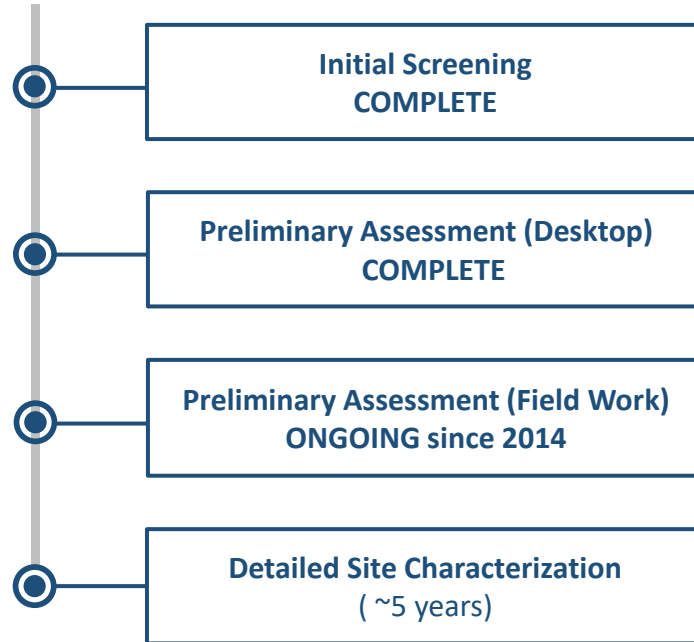 Initial Screening
COMPLETE
Preliminary Assessment (Desktop)
COMPLETE
Preliminary Assessment (Field Work)
ONGOING since 2014
Detailed Site Characterization
( ~5 years)